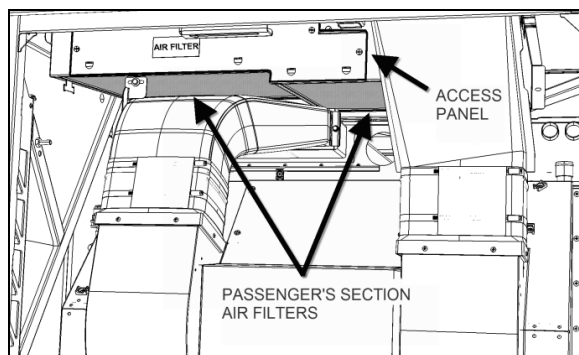 AIR FILTER
ACCESS
PANEL
PASSENGER'S SECTION
AIR FILTERS